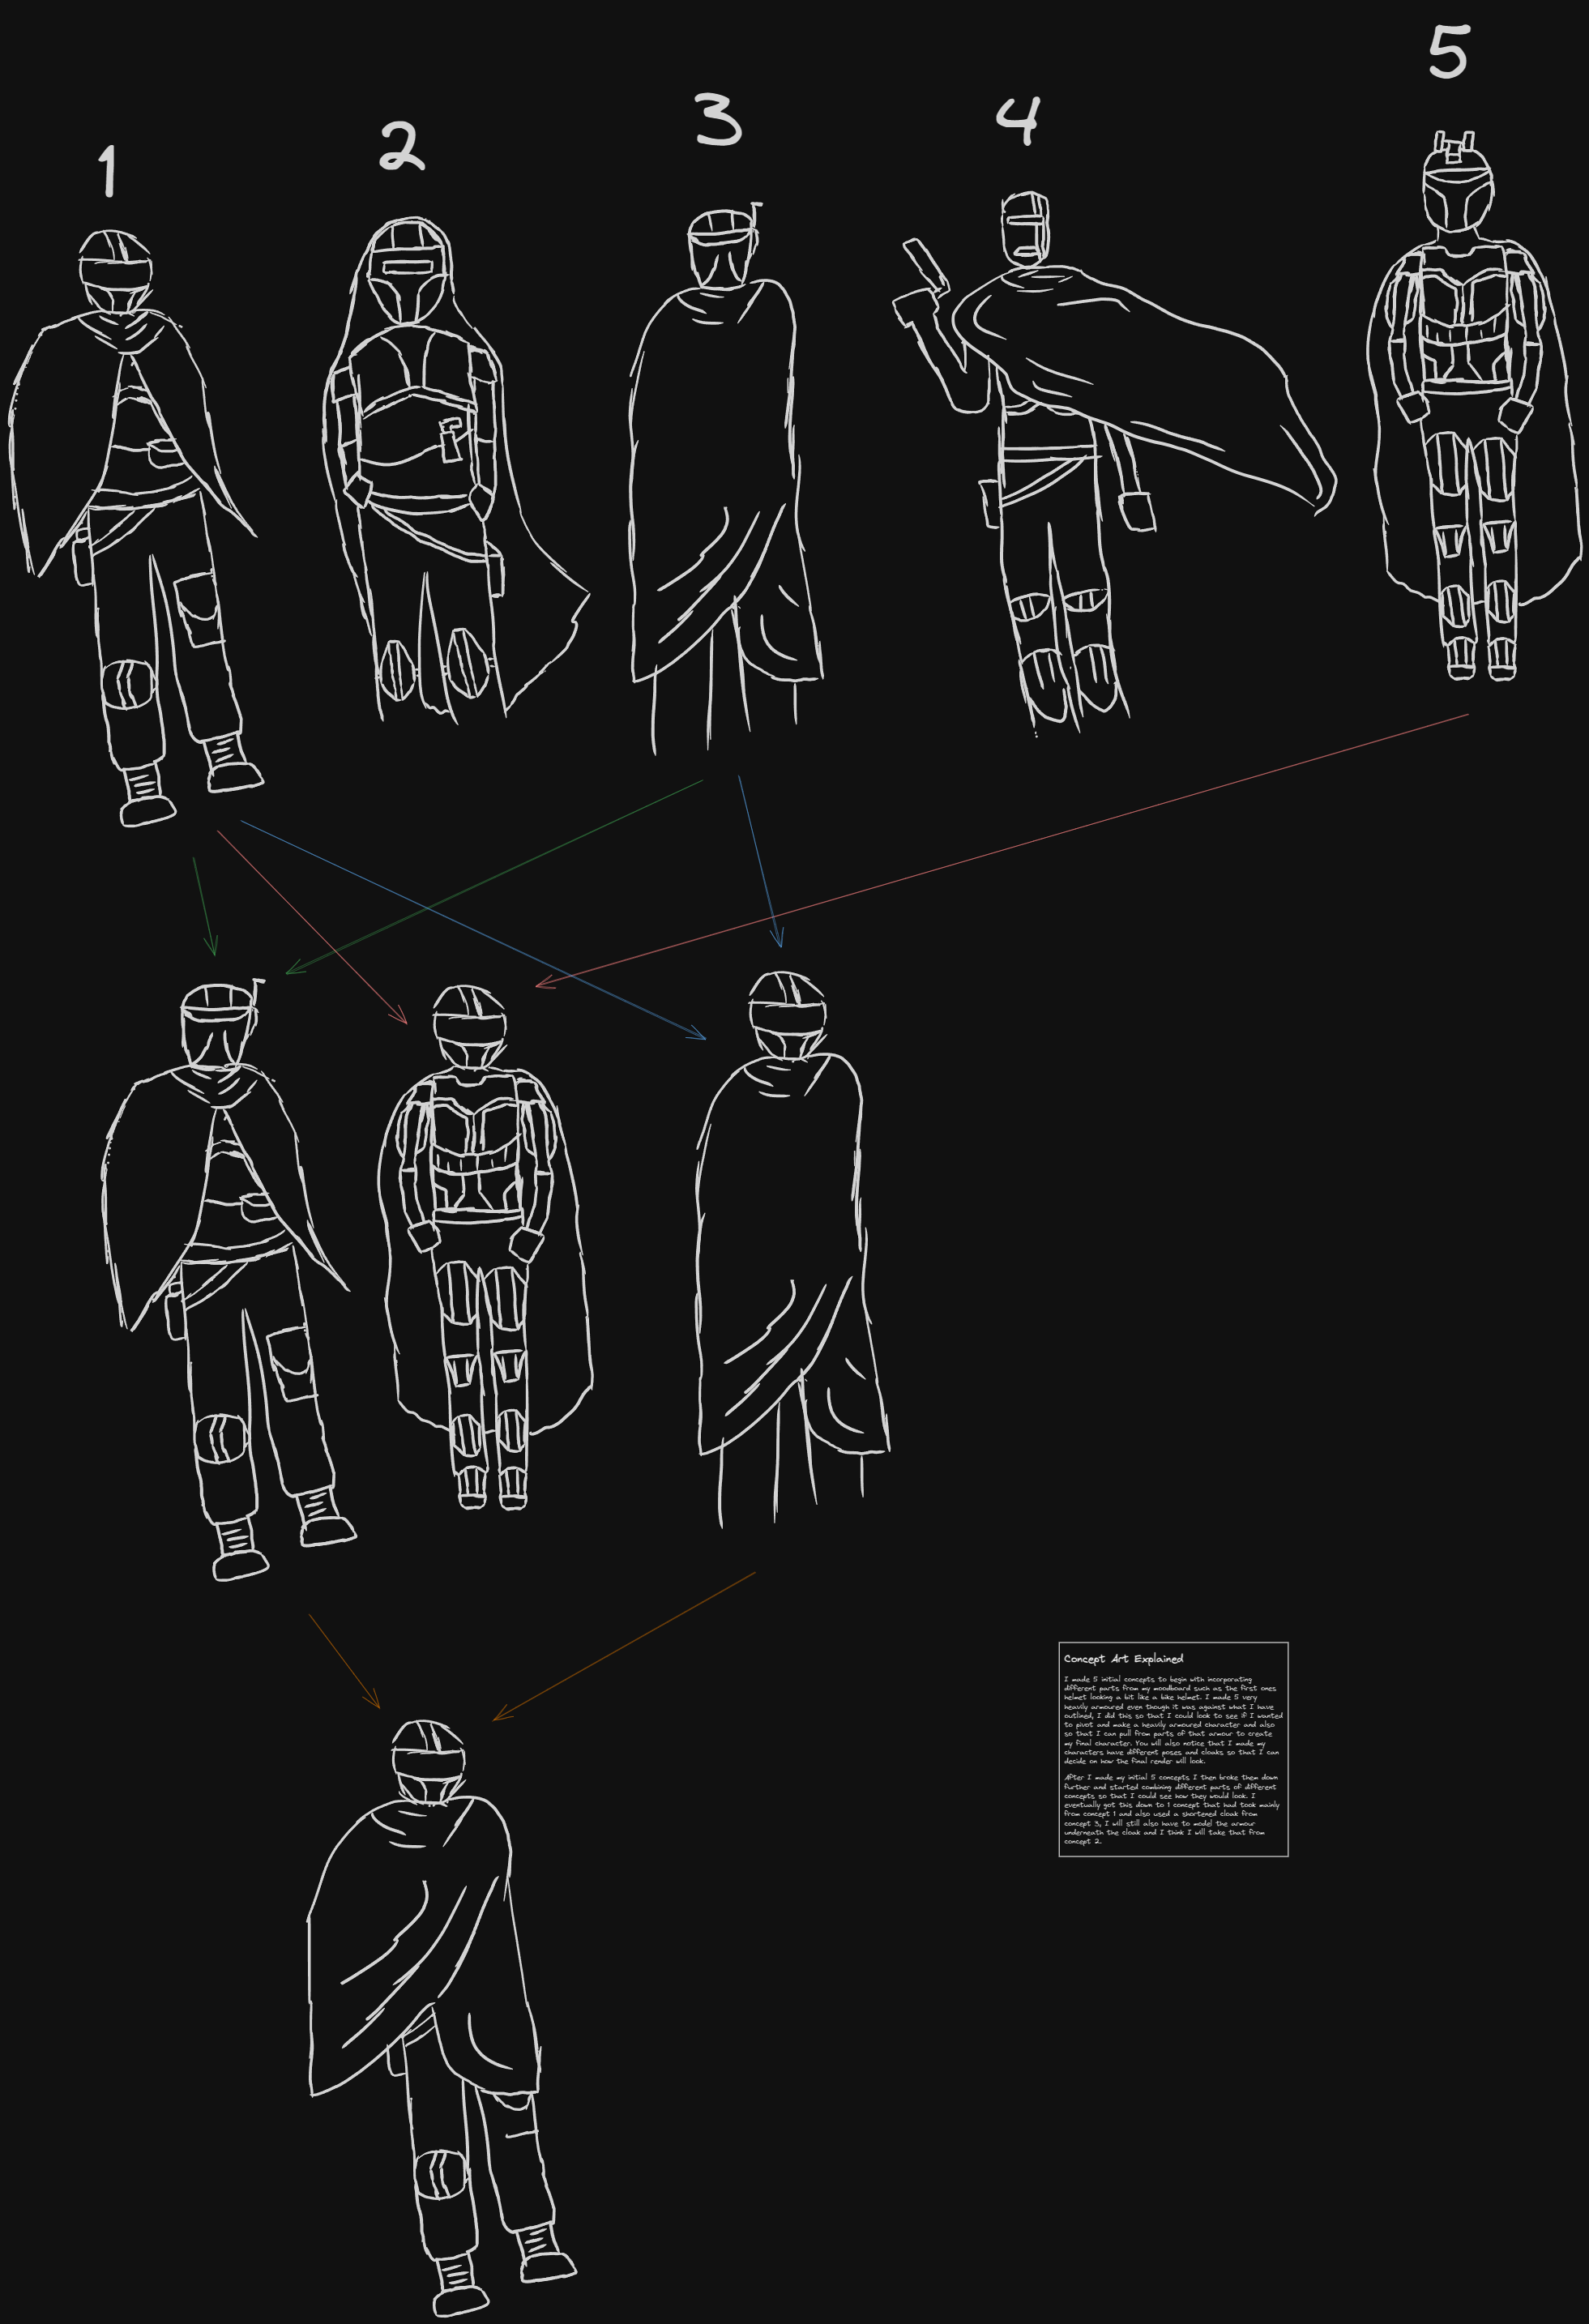 1
2
3
4
5
Concept Art Explained
I made 5 initial concepts to begin with incorporating
different parts from my moodboard such as the first ones
helmet looking a bit like a bike helmet. I made 5 very
heavily armoured even though it was against what I have
outlined, I did this so that I could look to see if I wanted
to pivot and make a heavily armoured character and also
so that I can pull from parts of that armour to create
my final character. You will also notice that I made my
characters have different poses and cloaks so that I can
decide on how the final render will look.
After I made my initial 5 concepts I then broke them down
further and started combining different parts of different
concepts so that I could see how they would look. I
eventually got this down to 1 concept that had took mainly
from concept 1 and also used a shortened cloak from
concept 3, I will still also have to model the armour
underneath the cloak and I think I will take that from
concept 2.